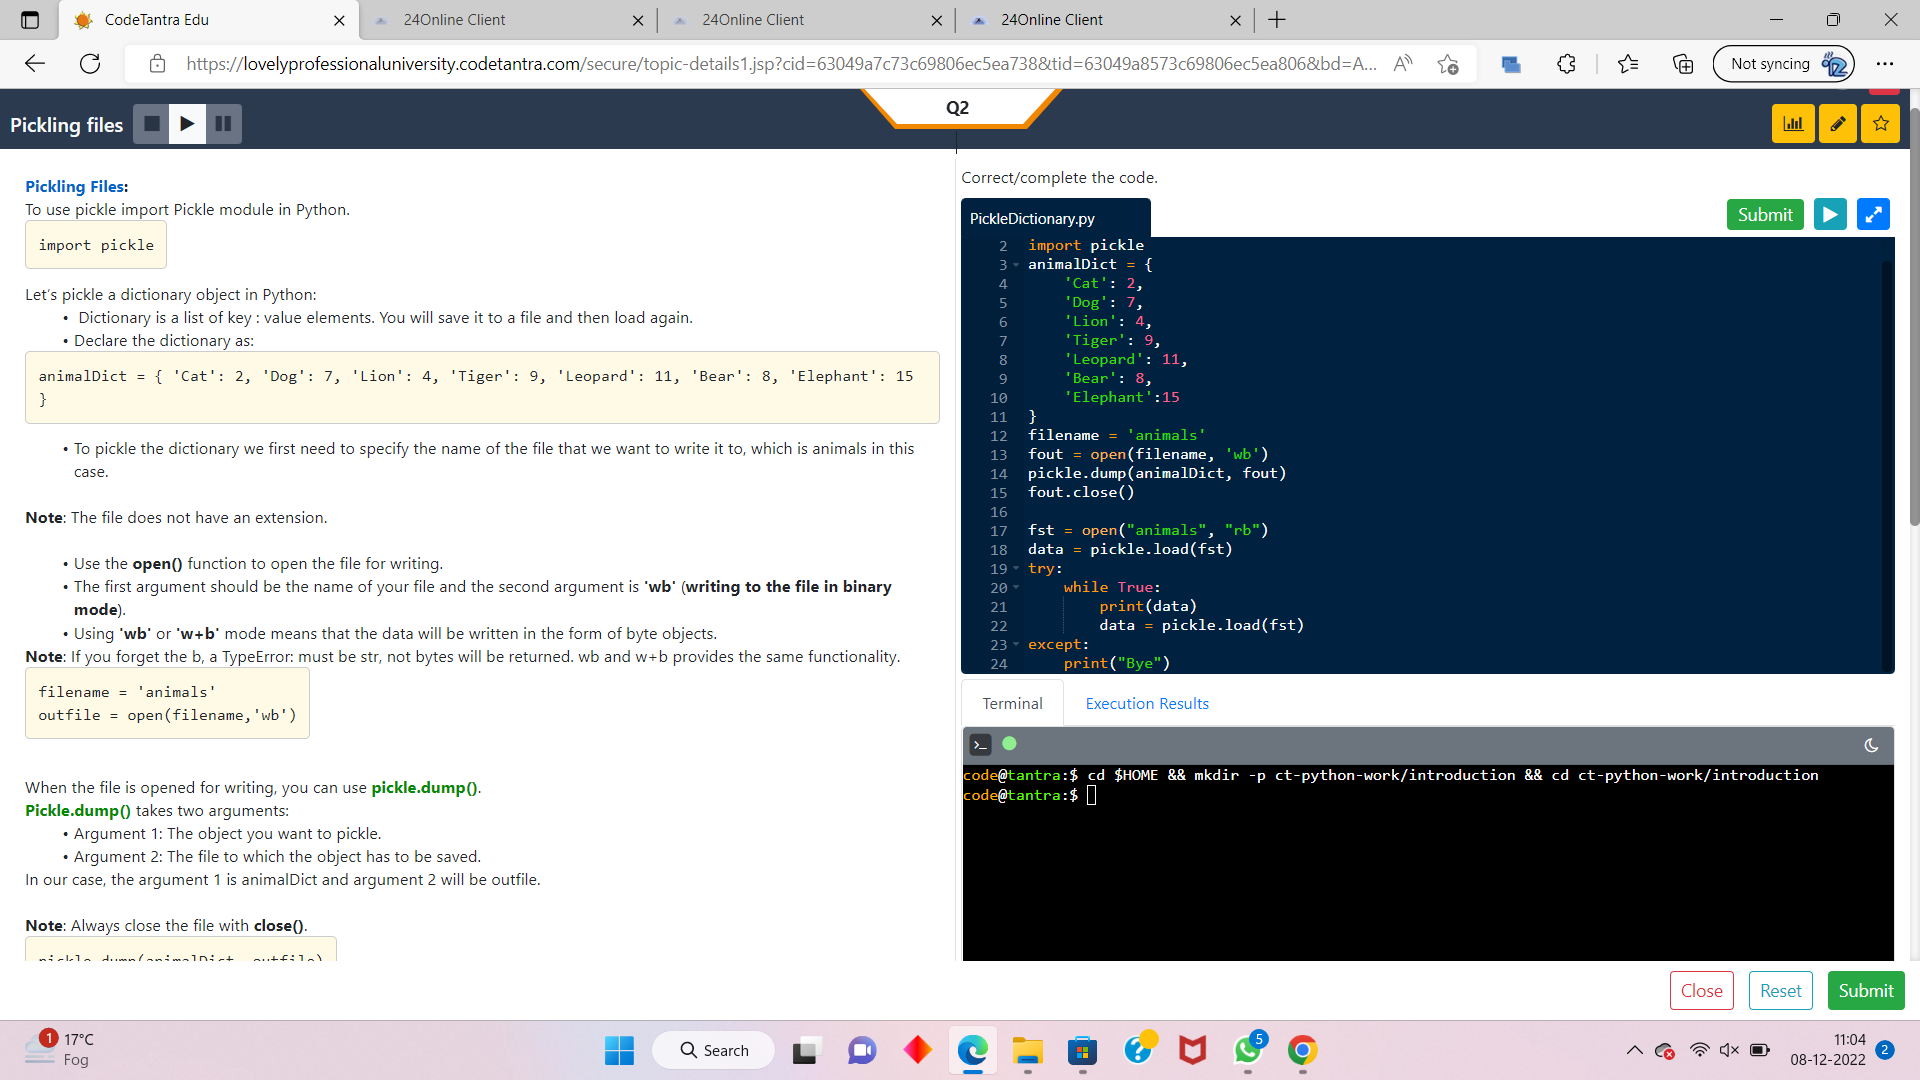 CodeTantra Edu
24Online Client
24Online Client
24Online Client
https://lovelyprofessionaluniversity.codetantra.com/secure/topic-details1.jsp?cid=63049a7c73c69806ec5ea738&tid=63049a8573c69806ec5ea806&bd=A...
Not syncing
Pickling files
Q2
Pickling Files:
To use pickle import Pickle module in Python.
import pickle
Let's pickle a dictionary object in Python:
• Dictionary is a list of key : value elements. You will save it to a file and then load again.
• Declare the dictionary as:
animalDict = { 'Cat': 2, 'Dog': 7, 'Lion': 4, 'Tiger': 9, 'Leopard': 11, 'Bear': 8, 'Elephant': 15
}
• To pickle the dictionary we first need to specify the name of the file that we want to write it to, which is animals in this
case.
Note: The file does not have an extension.
• Use the open() function to open the file for writing.
• The first argument should be the name of your file and the second argument is 'wb' (writing to the file in binary
mode).
• Using 'wb' or 'w+b' mode means that the data will be written in the form of byte objects.
Note: If you forget the b, a TypeError: must be str, not bytes will be returned. wb and w+b provides the same functionality.
filename = 'animals'
outfile = open(filename,'wb')
When the file is opened for writing, you can use pickle.dump().
Pickle.dump() takes two arguments:
• Argument 1: The object you want to pickle.
• Argument 2: The file to which the object has to be saved.
In our case, the argument 1 is animalDict and argument 2 will be outfile.
Note: Always close the file with close().
pickle.dump(animalDict, outfile)
Correct/complete the code.
PickleDictionary.py
Submit
2 import pickle
3 animalDict = {
4 'Cat': 2,
5 'Dog': 7,
6 'Lion': 4,
7 'Tiger': 9,
8 'Leopard': 11,
9 'Bear': 8,
10 'Elephant':15
11 }
12 filename = 'animals'
13 fout = open(filename, 'wb')
14 pickle.dump(animalDict, fout)
15 fout.close()
16
17 fst = open("animals", "rb")
18 data = pickle.load(fst)
19 try:
20 while True:
21 print(data)
22 data = pickle.load(fst)
23 except:
24 print("Bye")
Terminal
Execution Results
code@tantra:$ cd $HOME && mkdir -p ct-python-work/introduction && cd ct-python-work/introduction
code@tantra:$
Close
Reset
Submit
1
17°C
Fog
Search
5
11:04
08-12-2022
2